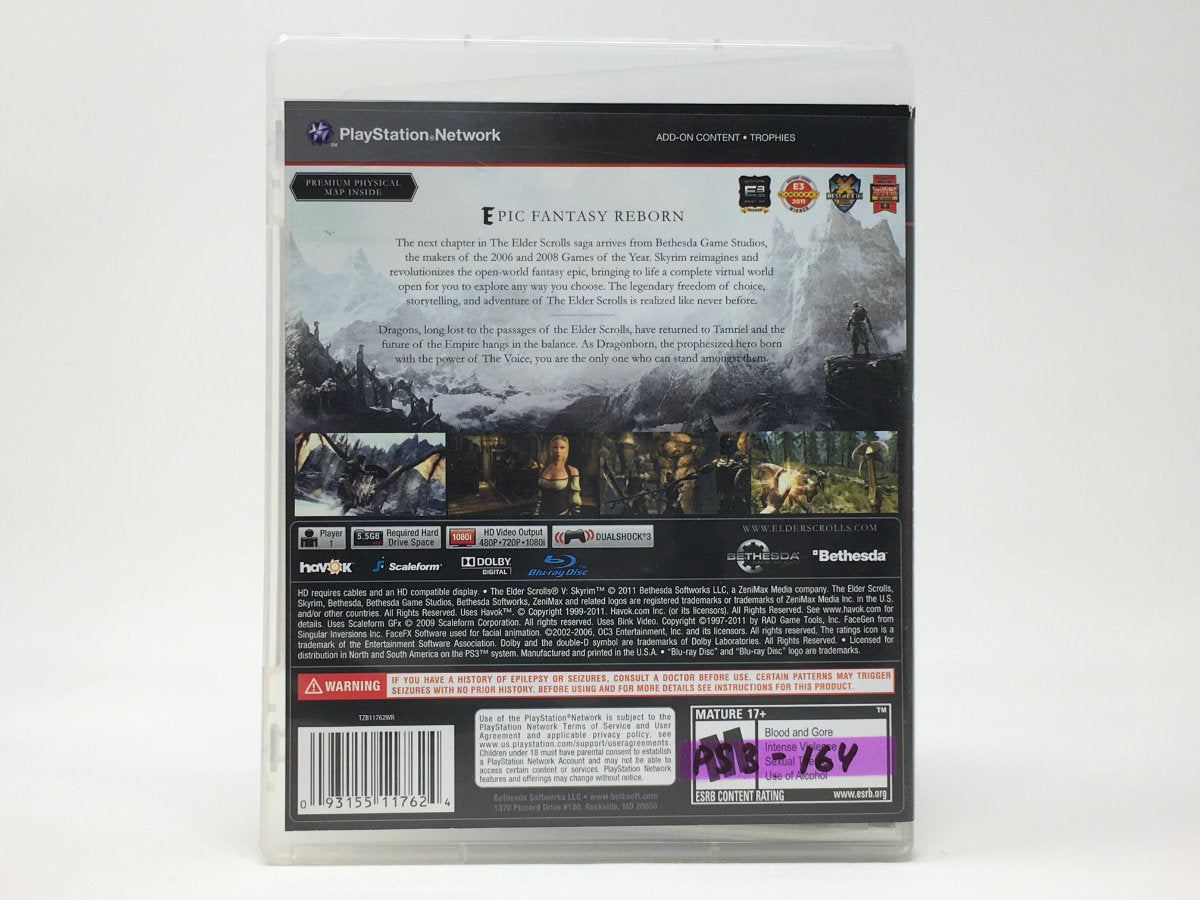 PlayStation®Network
ADD-ON CONTENT • TROPHIES
PREMIUM PHYSICAL
MAP INSIDE
E3
2011
WINNER
EPIC FANTASY REBORN
The next chapter in The Elder Scrolls saga arrives from Bethesda Game Studios,
the makers of the 2006 and 2008 Games of the Year. Skyrim reimagines and
revolutionizes the open-world fantasy epic, bringing to life a complete virtual world
open for you to explore any way you choose. The legendary freedom of choice,
storytelling, and adventure of The Elder Scrolls is realized like never before.
Dragons, long lost to the passages of the Elder Scrolls, have returned to Tamriel and the
future of the Empire hangs in the balance. As Dragonborn, the prophesized hero born
with the power of The Voice, you are the only one who can stand amongst them.
Player
1
5.5GB
Required Hard
Drive Space
1080i
HD Video Output
480P•720P•1080i
DUALSHOCK®3
WWW.ELDERSCROLLS.COM
havok
Scaleform
DOLBY
DIGITAL
Blu-ray Disc
BETHESDA
GAME STUDIOS
Bethesda
HD requires cables and an HD compatible display. • The Elder Scrolls® V: Skyrim™ © 2011 Bethesda Softworks LLC, a ZeniMax Media company. The Elder Scrolls,
Skyrim, Bethesda, Bethesda Game Studios, Bethesda Softworks, ZeniMax and related logos are registered trademarks or trademarks of ZeniMax Media Inc. in the U.S.
and/or other countries. All Rights Reserved. Uses Havok™. © Copyright 1999-2011. Havok.com Inc. (or its licensors). All Rights Reserved. See www.havok.com for
details. Uses Scaleform GFx © 2009 Scaleform Corporation. All rights reserved. Uses Bink Video. Copyright ©1997-2011 by RAD Game Tools, Inc. FaceGen from
Singular Inversions Inc. FaceFX Software used for facial animation. ©2002-2006, OC3 Entertainment, Inc. and its licensors. All rights reserved. The ratings icon is a
trademark of the Entertainment Software Association. Dolby and the double-D symbol are trademarks of Dolby Laboratories. All Rights Reserved. • Licensed for
distribution in North and South America on the PS3™ system. Manufactured and printed in the U.S.A. • "Blu-ray Disc" and "Blu-ray Disc" logo are trademarks.
WARNING
IF YOU HAVE A HISTORY OF EPILEPSY OR SEIZURES, CONSULT A DOCTOR BEFORE USE. CERTAIN PATTERNS MAY TRIGGER
SEIZURES WITH NO PRIOR HISTORY. BEFORE USING AND FOR MORE DETAILS SEE INSTRUCTIONS FOR THIS PRODUCT.
TZB11762WR
0 93155 11762 4
Use of the PlayStation®Network is subject to the
PlayStation Network Terms of Service and User
Agreement and applicable privacy policy. see
www.us.playstation.com/support/useragreements.
Children under 18 must have parental consent to establish
a PlayStation Network Account and may not be able to
access certain content or services. PlayStation Network
features and offerings may change without notice.
Bethesda Softworks LLC • www.bethsoft.com
1370 Piccard Drive #120, Rockville, MD 20850
MATURE 17+
TM
M
Blood and Gore
Intense Violence
Sexual
Use of Alcohol
PS3-164
ESRB CONTENT RATING
www.esrb.org